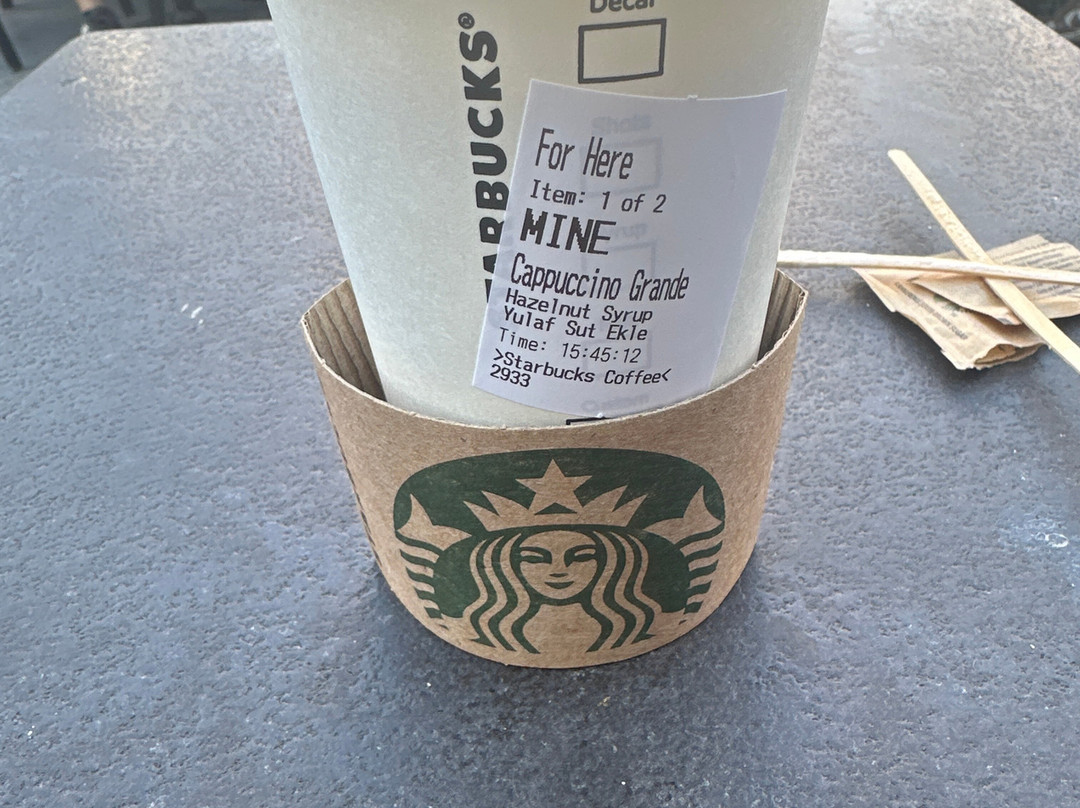 Decaf
STARBUCKS®
Shots
For Here
Item: 1 of 2
MINE
Cappuccino Grande
Hazelnut Syrup
Yulaf Sut Ekle
Time: 15:45:12
>Starbucks Coffee<
2933